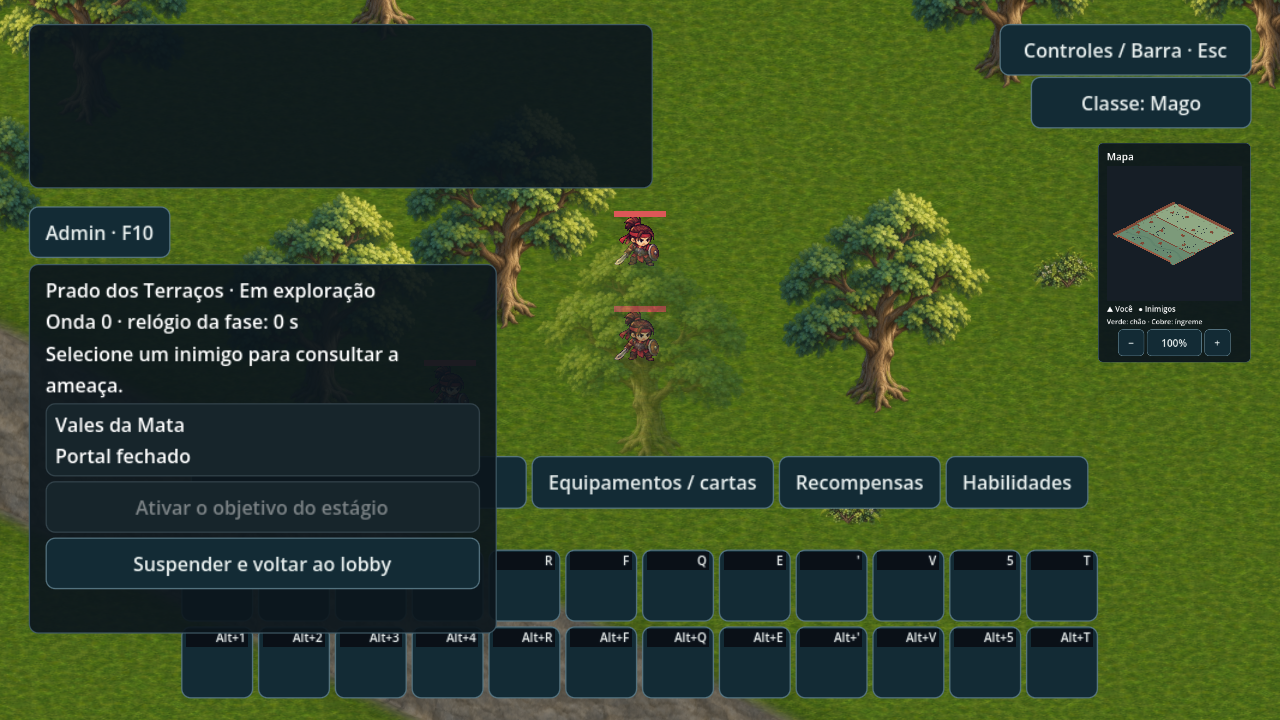 Controles / Barra · Esc
Classe: Mago
Mapa
Admin · F10
Prado dos Terraços · Em exploração
Onda 0 · relógio da fase: 0 s
Selecione um inimigo para consultar a
ameaça.
▲ Você ● Inimigos
Verde: chão · Cobre: íngreme
− 100% +
Vales da Mata
Portal fechado
Equipamentos / cartas
Recompensas
Habilidades
Ativar o objetivo do estágio
Suspender e voltar ao lobby
R F Q E ' V 5 T
Alt+1 Alt+2 Alt+3 Alt+4 Alt+R Alt+F Alt+Q Alt+E Alt+' Alt+V Alt+5 Alt+T